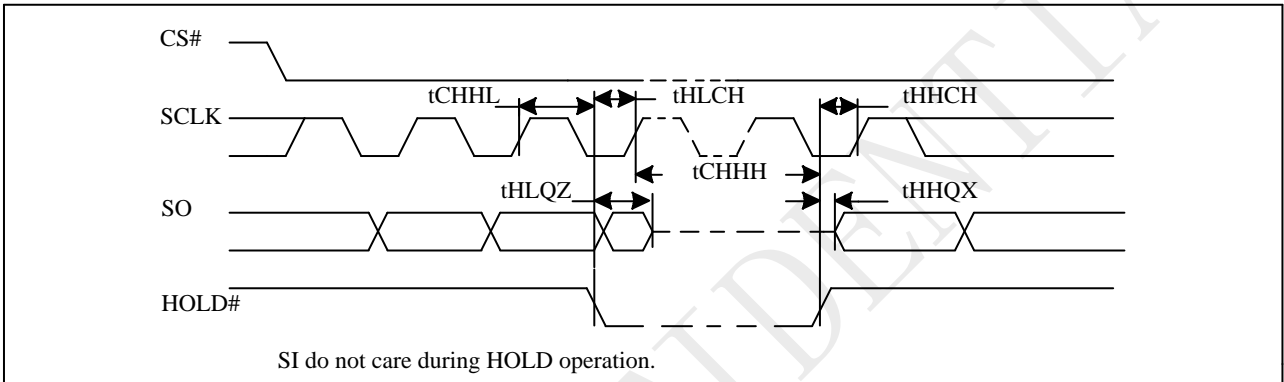 CS#
tCHHL tHLCH tHHCH
SCLK
tCHHH
tHLQZ tHHQX
SO
HOLD#
SI do not care during HOLD operation.